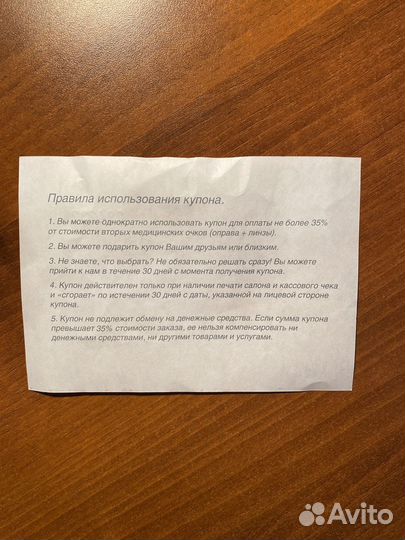 Правила использования купона.
1. Вы можете однократно использовать купон для оплаты не более 35%
от стоимости вторых медицинских очков (оправа + линзы).
2. Вы можете подарить купон Вашим друзьям или близким.
3. Не знаете, что выбрать? Не обязательно решать сразу! Вы можете
прийти к нам в течение 30 дней с момента получения купона.
4. Купон действителен только при наличии печати салона и кассового чека
и «сгорает» по истечении 30 дней с даты, указанной на лицевой стороне
купона.
5. Купон не подлежит обмену на денежные средства. Если сумма купона
превышает 35% стоимости заказа, ее нельзя компенсировать ни
денежными средствами, ни другими товарами и услугами.
Avito